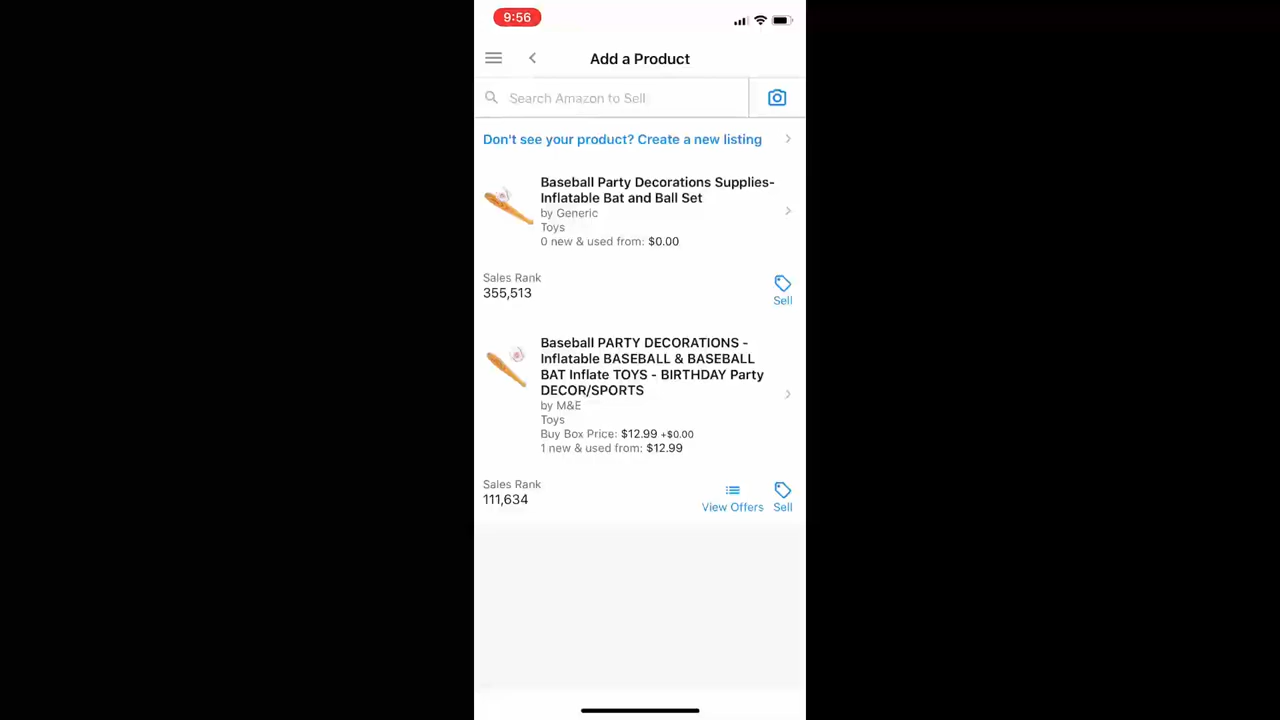 9:56
Add a Product
Search Amazon to Sell
Don't see your product? Create a new listing
Baseball Party Decorations Supplies-
Inflatable Bat and Ball Set
by Generic
Toys
0 new & used from: $0.00
Sales Rank
355,513
Sell
Baseball PARTY DECORATIONS -
Inflatable BASEBALL & BASEBALL
BAT Inflate TOYS - BIRTHDAY Party
DECOR/SPORTS
by M&E
Toys
Buy Box Price: $12.99 +$0.00
1 new & used from: $12.99
Sales Rank
111,634
View Offers Sell